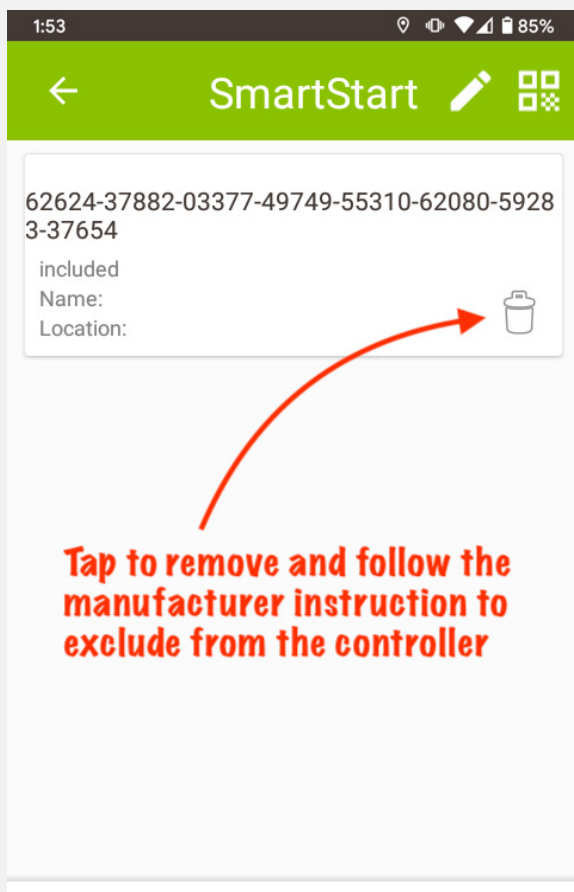 1:53 85%
SmartStart
62624-37882-03377-49749-55310-62080-5928
3-37654
included
Name:
Location:
Tap to remove and follow the
manufacturer instruction to
exclude from the controller